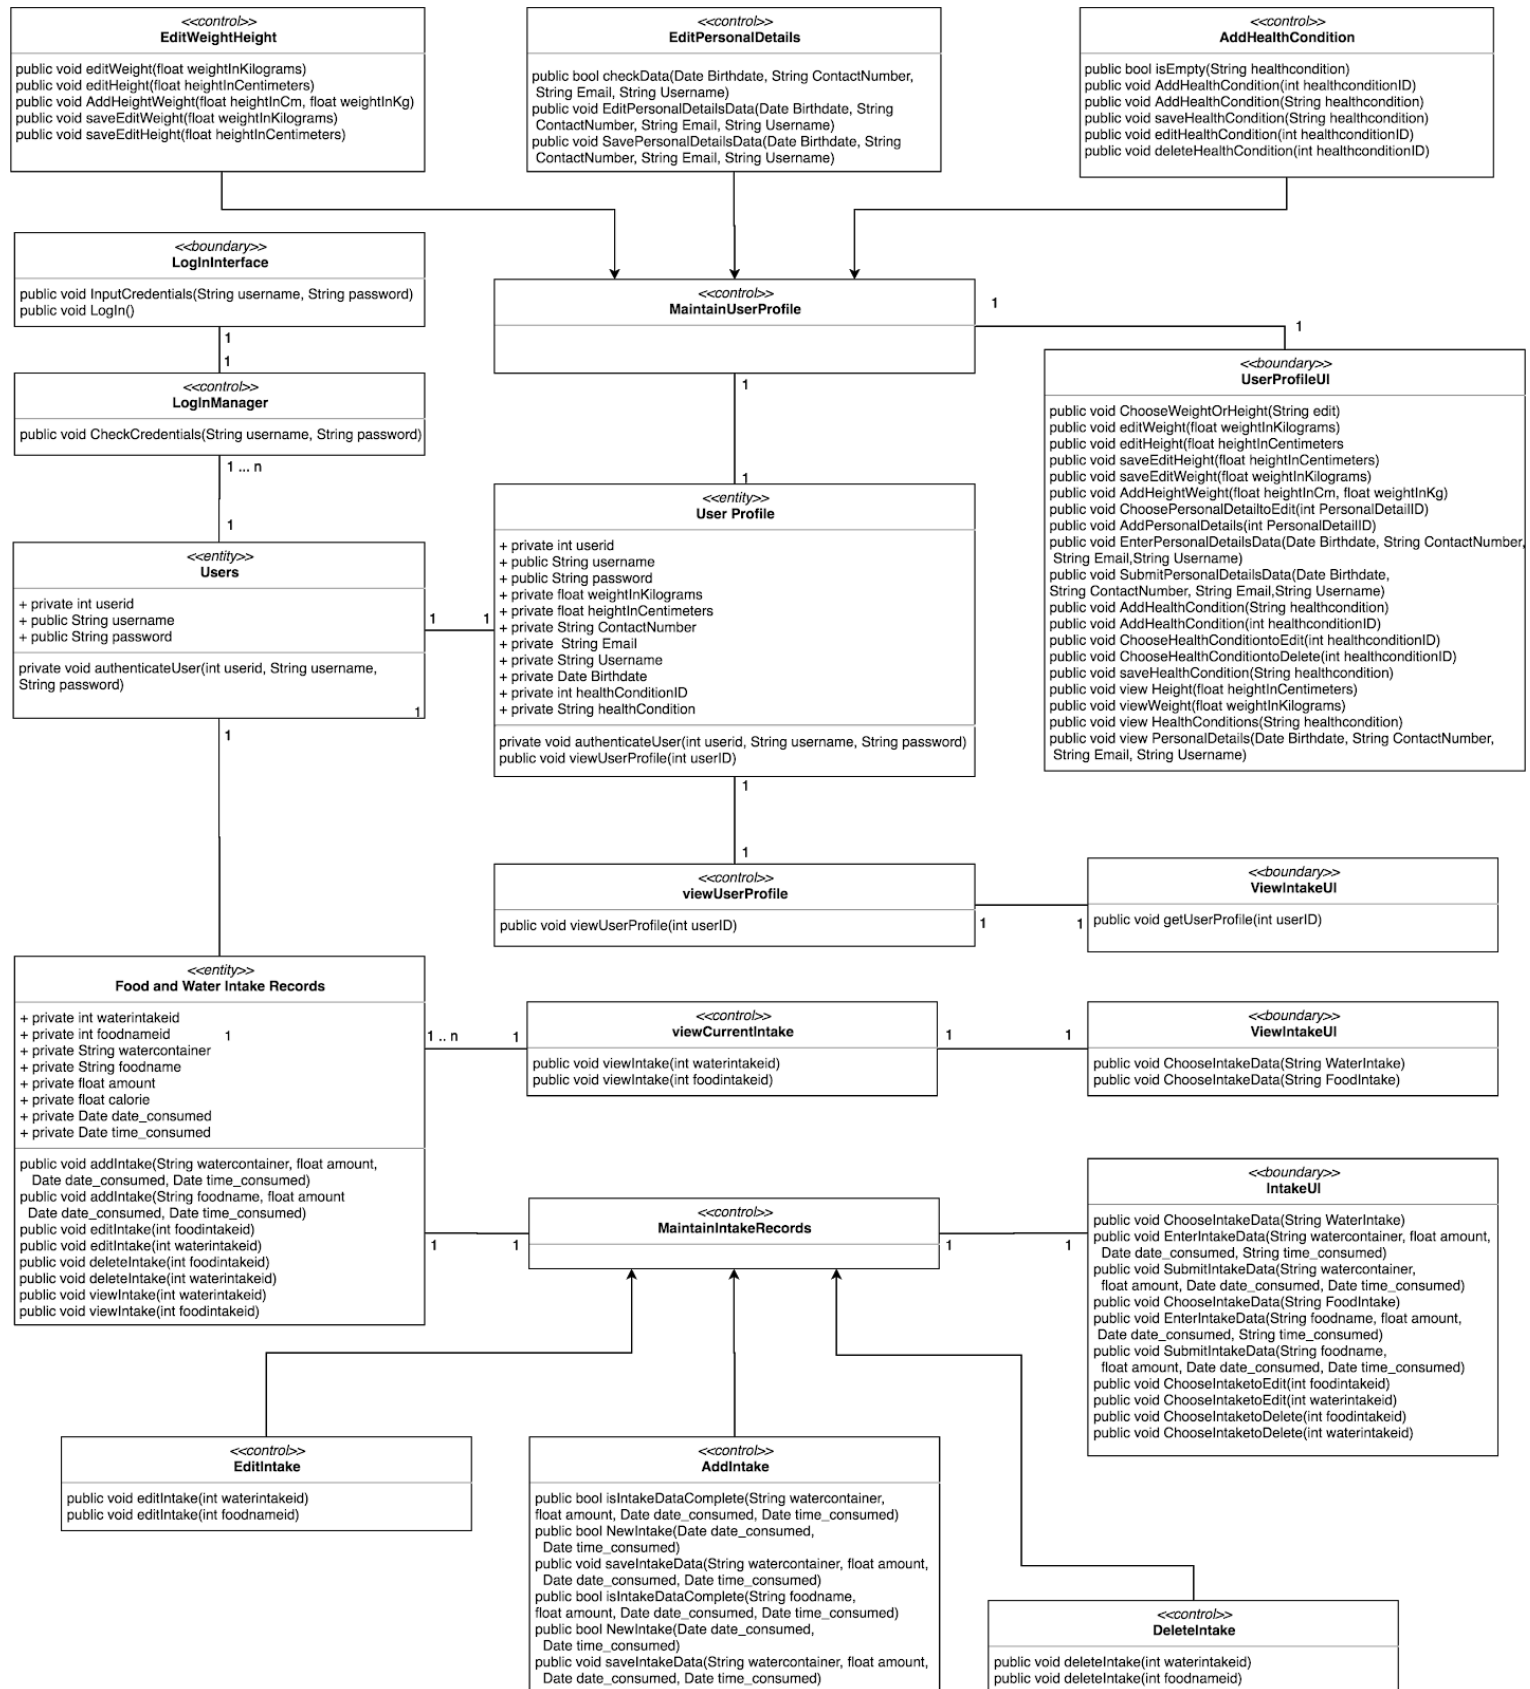 <<control>>
EditWeightHeight
public void editWeight(float weightInKilograms)
public void editHeight(float heightInCentimeters)
public void AddHeightWeight(float heightInCm, float weightInKg)
public void saveEditWeight(float weightInKilograms)
public void saveEditHeight(float heightInCentimeters)
<<control>>
EditPersonalDetails
public bool checkData(Date Birthdate, String ContactNumber,
String Email, String Username)
public void EditPersonalDetailsData(Date Birthdate, String
ContactNumber, String Email, String Username)
public void SavePersonalDetailsData(Date Birthdate, String
ContactNumber, String Email, String Username)
<<control>>
AddHealthCondition
public bool isEmpty(String healthcondition)
public void AddHealthCondition(int healthconditionID)
public void AddHealthCondition(String healthcondition)
public void saveHealthCondition(String healthcondition)
public void editHealthCondition(int healthconditionID)
public void deleteHealthCondition(int healthconditionID)
<<boundary>>
LogInInterface
public void InputCredentials(String username, String password)
public void LogIn()
1
1
<<control>>
LogInManager
public void CheckCredentials(String username, String password)
1 ... n
1
<<control>>
MaintainUserProfile
1
1
1
1
<<boundary>>
UserProfileUI
public void ChooseWeightOrHeight(String edit)
public void editWeight(float weightInKilograms)
public void editHeight(float heightInCentimeters
public void saveEditHeight(float heightInCentimeters)
public void saveEditWeight(float weightInKilograms)
public void AddHeightWeight(float heightInCm, float weightInKg)
public void ChoosePersonalDetailtoEdit(int PersonalDetailID)
public void AddPersonalDetails(int PersonalDetailID)
public void EnterPersonalDetailsData(Date Birthdate, String ContactNumber,
String Email,String Username)
public void SubmitPersonalDetailsData(Date Birthdate,
String ContactNumber, String Email,String Username)
public void AddHealthCondition(String healthcondition)
public void AddHealthCondition(int healthconditionID)
public void ChooseHealthConditiontoEdit(int healthconditionID)
public void ChooseHealthConditiontoDelete(int healthconditionID)
public void saveHealthCondition(String healthcondition)
public void view Height(float heightInCentimeters)
public void viewWeight(float weightInKilograms)
public void view HealthConditions(String healthcondition)
public void view PersonalDetails(Date Birthdate, String ContactNumber,
String Email, String Username)
<<entity>>
Users
+ private int userid
+ public String username
+ public String password
private void authenticateUser(int userid, String username,
String password)
1
1
1
1
<<entity>>
User Profile
+ private int userid
+ public String username
+ public String password
+ private float weightInKilograms
+ private float heightInCentimeters
+ private String ContactNumber
+ private  String Email
+ private String Username
+ private Date Birthdate
+ private int healthConditionID
+ private String healthCondition
private void authenticateUser(int userid, String username, String password)
public void viewUserProfile(int userID)
1
1
<<control>>
viewUserProfile
public void viewUserProfile(int userID)
1
1
<<boundary>>
ViewIntakeUI
public void getUserProfile(int userID)
<<entity>>
Food and Water Intake Records
+ private int waterintakeid
+ private int foodnameid
1
+ private String watercontainer
+ private String foodname
+ private float amount
+ private float calorie
+ private Date date_consumed
+ private Date time_consumed
public void addIntake(String watercontainer, float amount,
Date date_consumed, Date time_consumed)
public void addIntake(String foodname, float amount
Date date_consumed, Date time_consumed)
public void editIntake(int foodintakeid)
public void editIntake(int waterintakeid)
public void deleteIntake(int foodintakeid)
public void deleteIntake(int waterintakeid)
public void viewIntake(int waterintakeid)
public void viewIntake(int foodintakeid)
1 .. n
1
<<control>>
viewCurrentIntake
public void viewIntake(int waterintakeid)
public void viewIntake(int foodintakeid)
1
1
<<boundary>>
ViewIntakeUI
public void ChooseIntakeData(String WaterIntake)
public void ChooseIntakeData(String FoodIntake)
1
1
<<control>>
MaintainIntakeRecords
1
1
<<boundary>>
IntakeUI
public void ChooseIntakeData(String WaterIntake)
public void EnterIntakeData(String watercontainer, float amount,
Date date_consumed, String time_consumed)
public void SubmitIntakeData(String watercontainer,
float amount, Date date_consumed, Date time_consumed)
public void ChooseIntakeData(String FoodIntake)
public void EnterIntakeData(String foodname, float amount,
Date date_consumed, String time_consumed)
public void SubmitIntakeData(String foodname,
float amount, Date date_consumed, Date time_consumed)
public void ChooseIntaketoEdit(int foodintakeid)
public void ChooseIntaketoEdit(int waterintakeid)
public void ChooseIntaketoDelete(int foodintakeid)
public void ChooseIntaketoDelete(int waterintakeid)
<<control>>
EditIntake
public void editIntake(int waterintakeid)
public void editIntake(int foodnameid)
<<control>>
AddIntake
public bool isIntakeDataComplete(String watercontainer,
float amount, Date date_consumed, Date time_consumed)
public bool NewIntake(Date date_consumed,
Date time_consumed)
public void saveIntakeData(String watercontainer, float amount,
Date date_consumed, Date time_consumed)
public bool isIntakeDataComplete(String foodname,
float amount, Date date_consumed, Date time_consumed)
public bool NewIntake(Date date_consumed,
Date time_consumed)
public void saveIntakeData(String watercontainer, float amount,
Date date_consumed, Date time_consumed)
<<control>>
DeleteIntake
public void deleteIntake(int waterintakeid)
public void deleteIntake(int foodnameid)